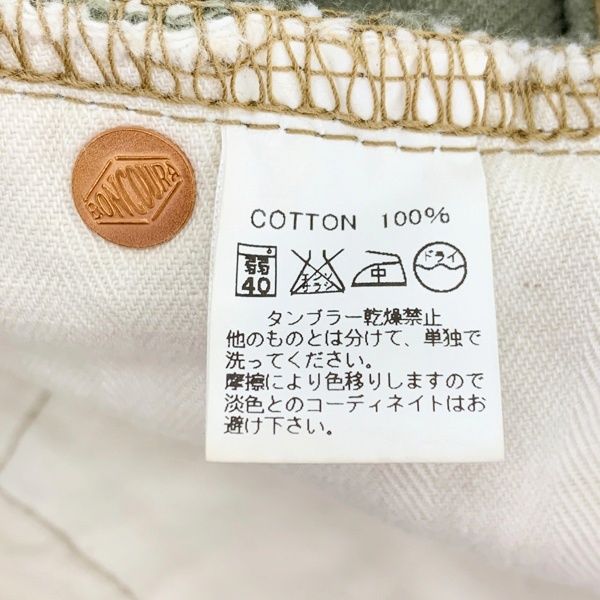 BONCOURA
COTTON 100%
弱
40
エンソ
サラシ
中
ドライ
タンブラー乾燥禁止
他のものとは分けて、単独で
洗ってください。
摩擦により色移りしますので
淡色とのコーディネイトはお
避け下さい。